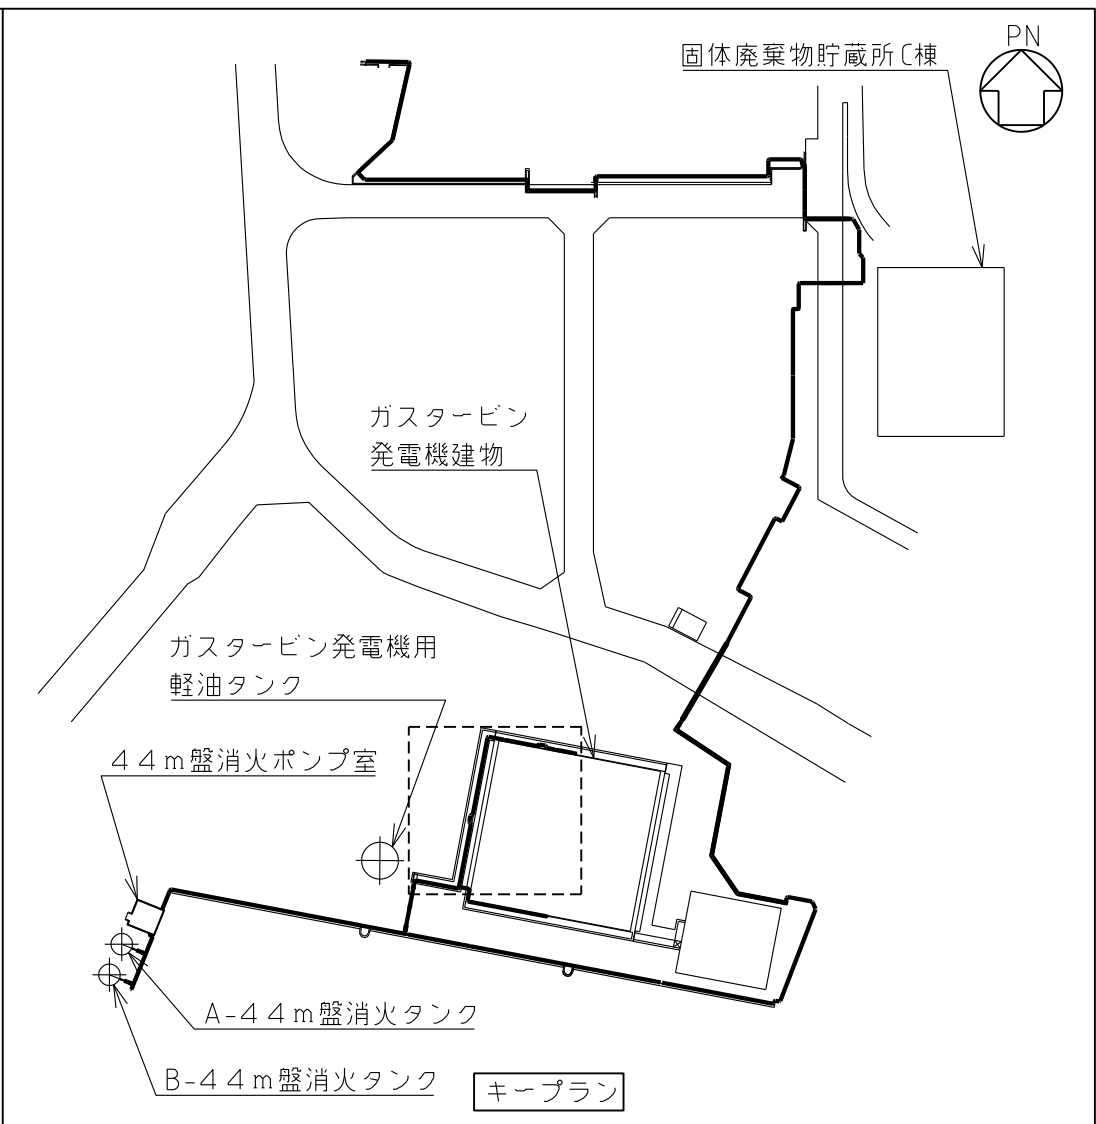 PN
固体廃棄物貯蔵所C棟
ガスタービン
発電機建物
ガスタービン発電機用
軽油タンク
44m盤消火ポンプ室
A-44m盤消火タンク
B-44m盤消火タンク
キープラン